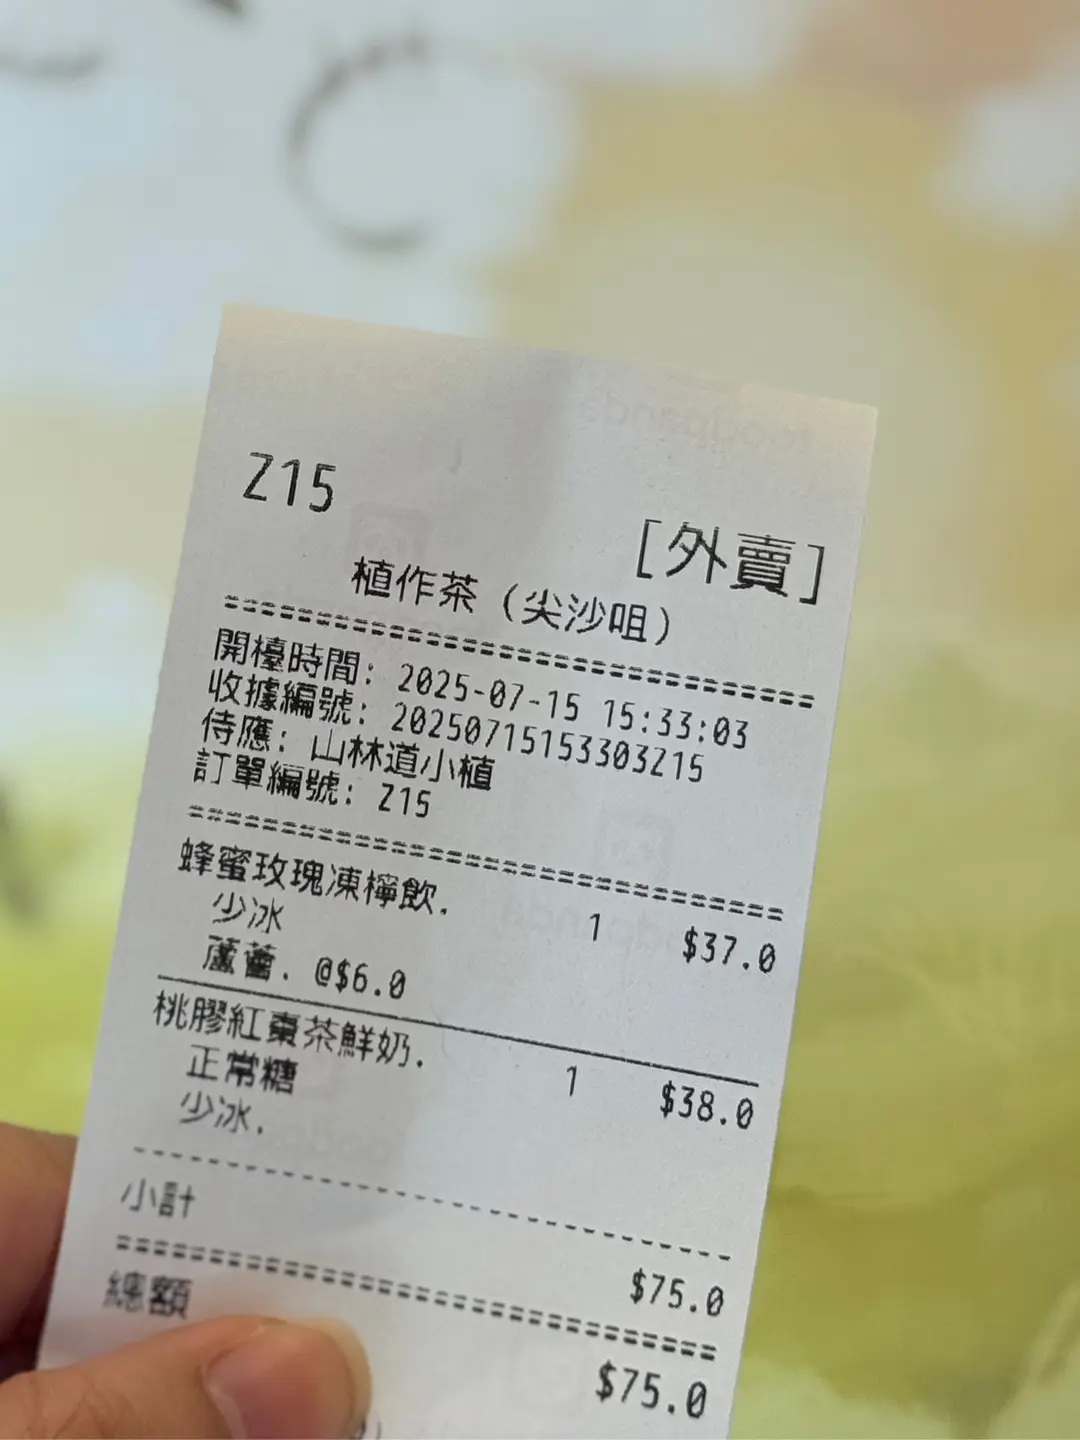 Z15
[外賣]
植作茶（尖沙咀）
開檯時間: 2025-07-15 15:33:03
收據編號: 20250715153303Z15
侍應: 山林道小植
訂單編號: Z15
蜂蜜玫瑰凍檸飲. 1 $37.0
少冰
蘆薈. @$6.0
桃膠紅棗茶鮮奶. 1 $38.0
正常糖
少冰.
小計 $75.0
總額 $75.0
foodpanda
foodpanda